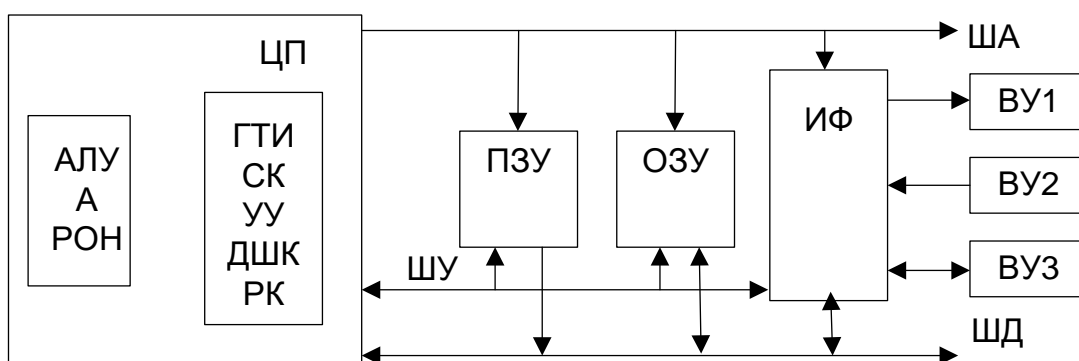 ЦП
АЛУ
А
РОН
ГТИ
СК
УУ
ДШК
РК
ШУ
ПЗУ
ОЗУ
ИФ
ША
ВУ1
ВУ2
ВУ3
ШД